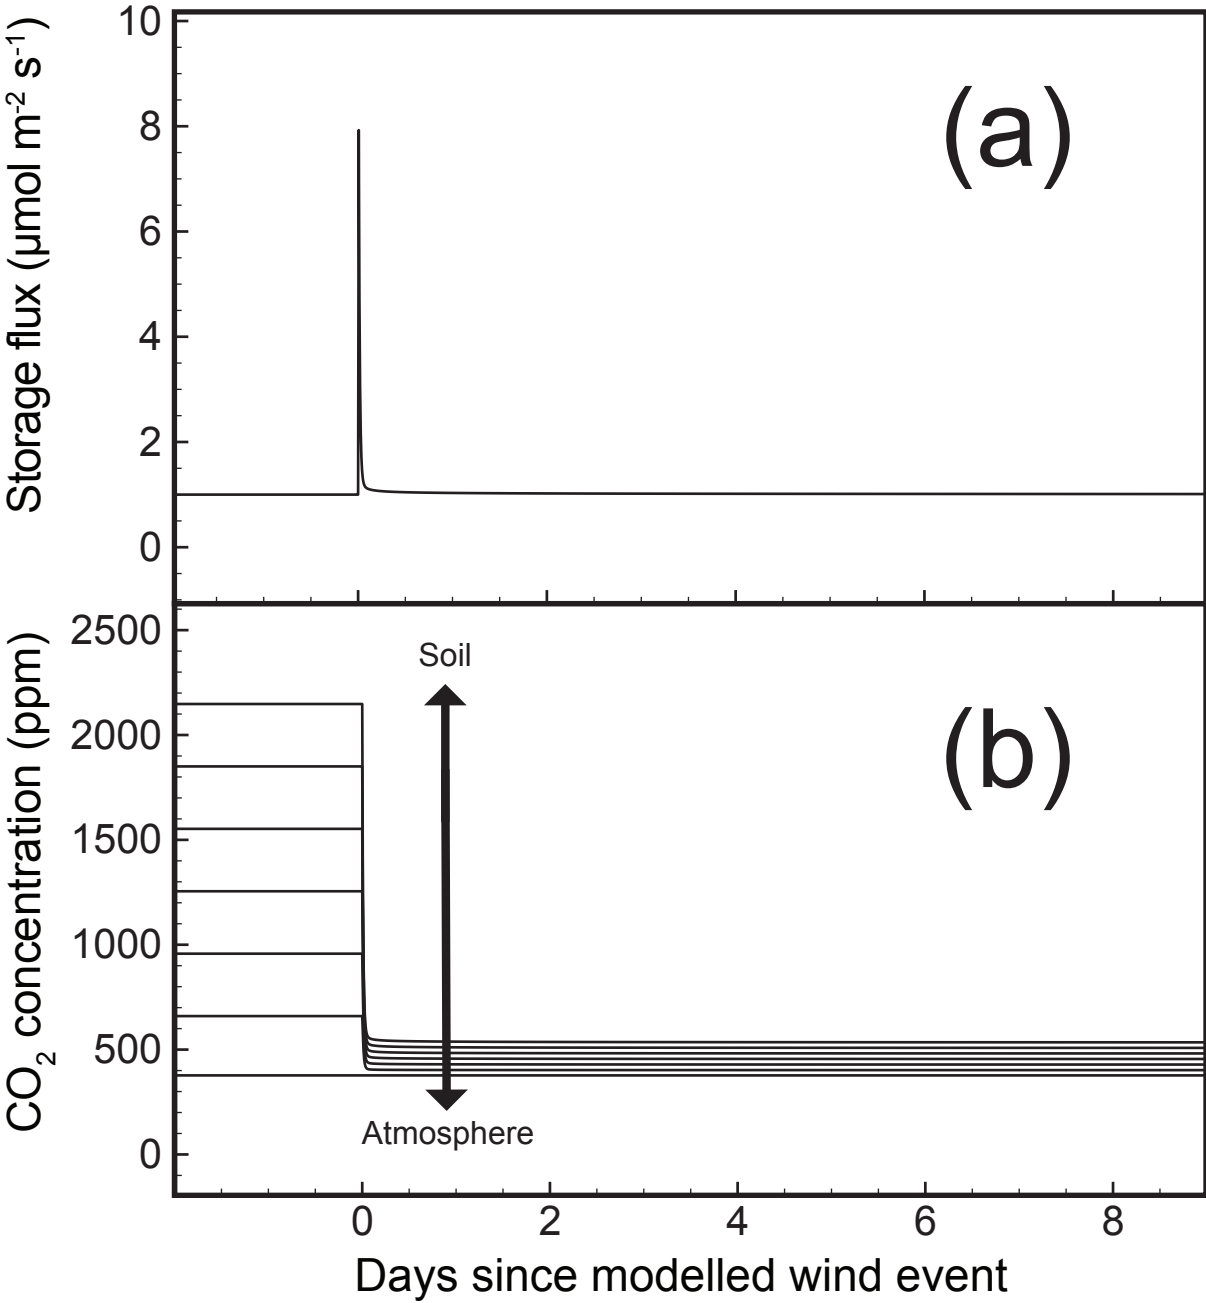 Storage flux (μmol m⁻² s⁻¹)
10
8
6
4
2
0
(a)
CO₂ concentration (ppm)
2500
2000
1500
1000
500
0
Soil
(b)
Atmosphere
0 2 4 6 8
Days since modelled wind event